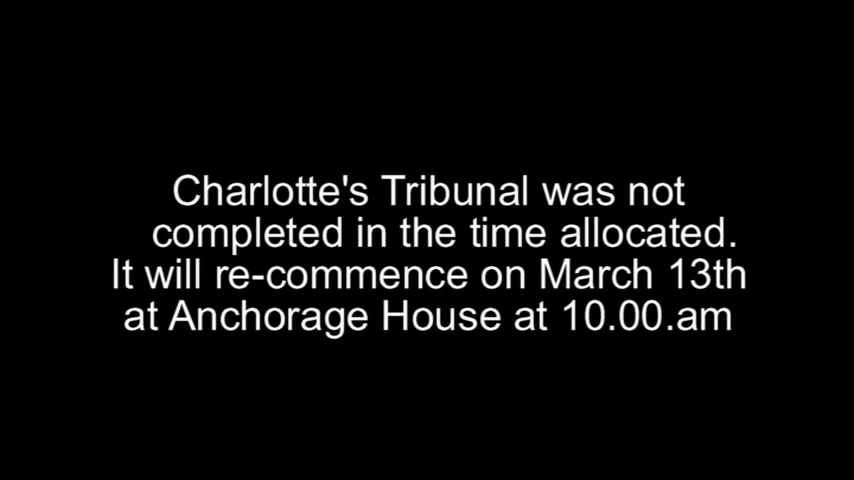 Charlotte's Tribunal was not
completed in the time allocated.
It will re-commence on March 13th
at Anchorage House at 10.00.am